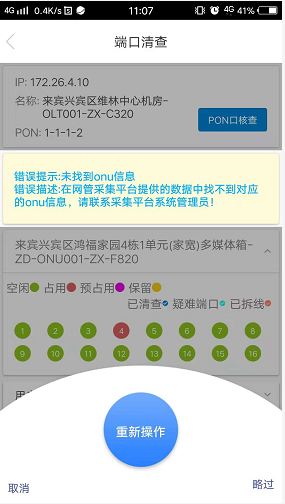 4G 0.4K/s 11:07 4G 41%
端口清查
IP: 172.26.4.10
名称: 来宾兴宾区维林中心机房-
OLT001-ZX-C320
PON口核查
PON: 1-1-1-2
错误提示:未找到onu信息
错误描述:在网管采集平台提供的数据中找不到对应
的onu信息，请联系采集平台系统管理员！
来宾兴宾区鸿福家园4栋1单元(家宽)多媒体箱-
ZD-ONU001-ZX-F820
空闲 占用 预占用 保留
已清查 疑难端口 已拆线
1 2 3 4 5 6 7 8
9 10 11 12 13 14 15 16
重新操作
取消 略过